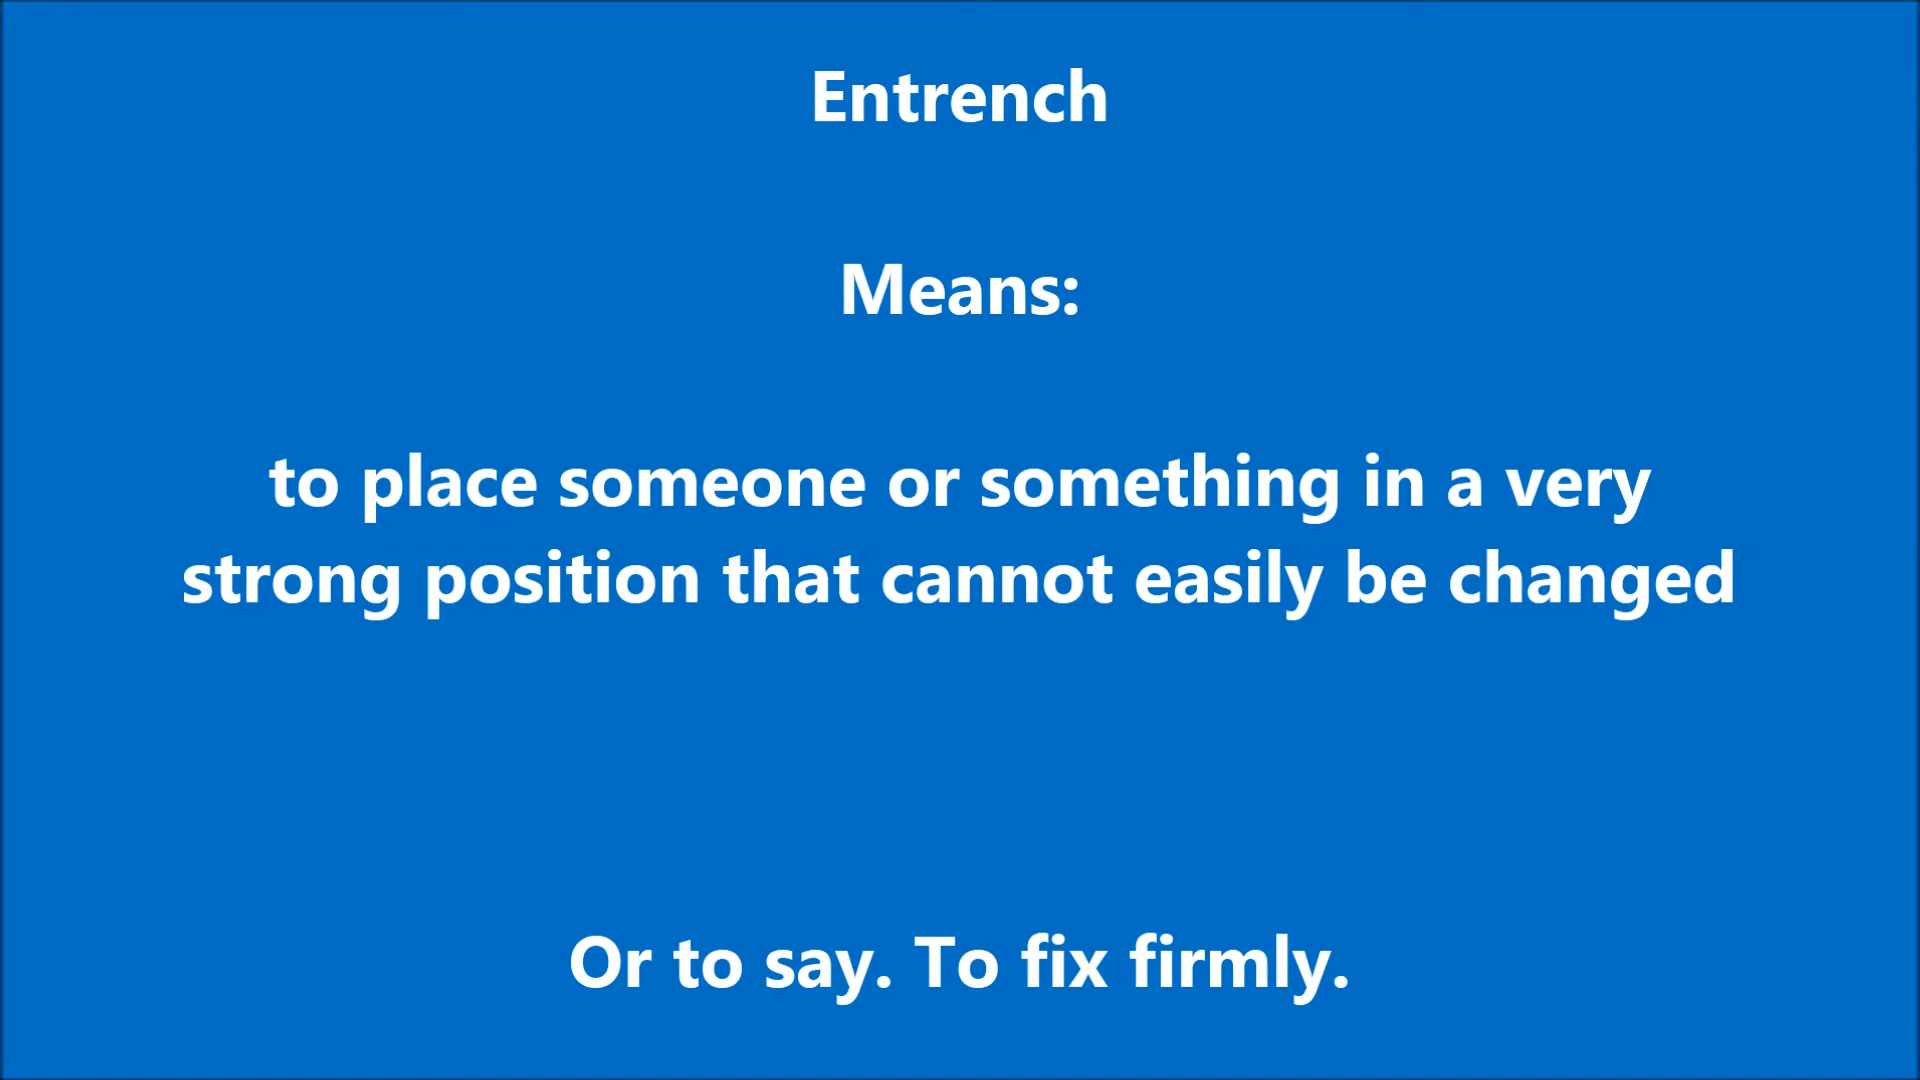 Entrench
Means:
to place someone or something in a very
strong position that cannot easily be changed
Or to say. To fix firmly.